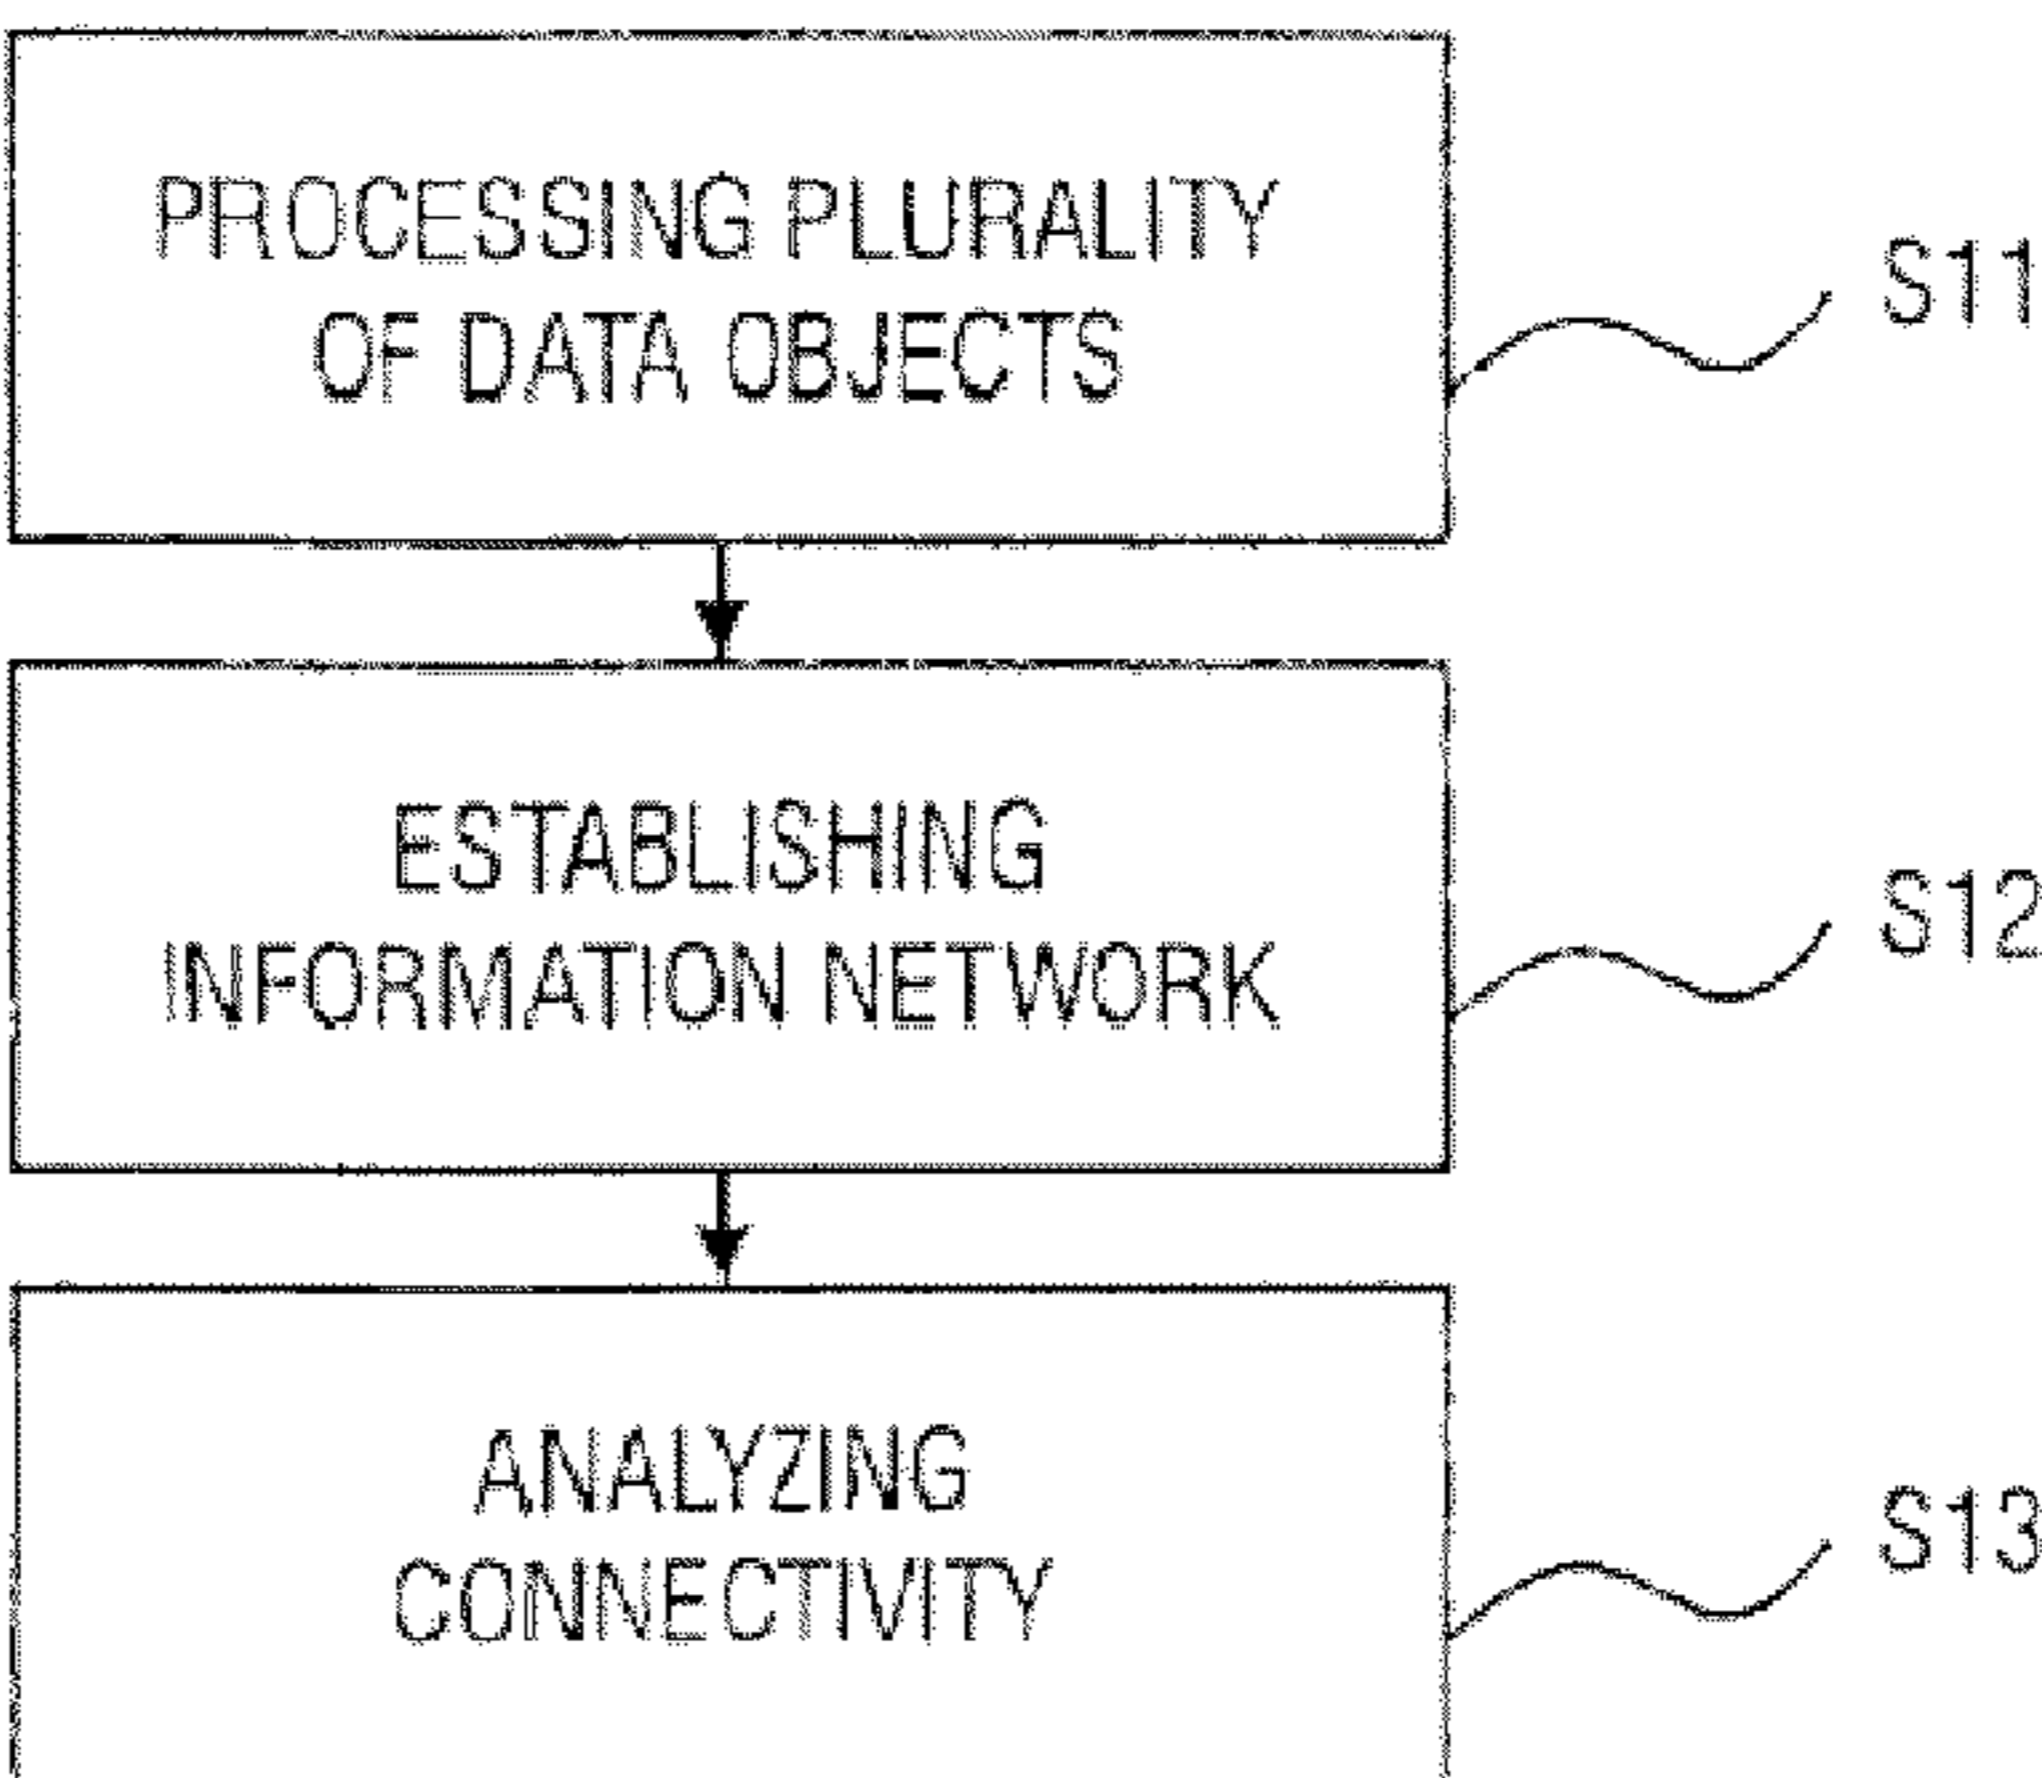 PROCESSING PLURALITY
OF DATA OBJECTS
S11
ESTABLISHING
INFORMATION NETWORK
S12
ANALYZING
CONNECTIVITY
S13